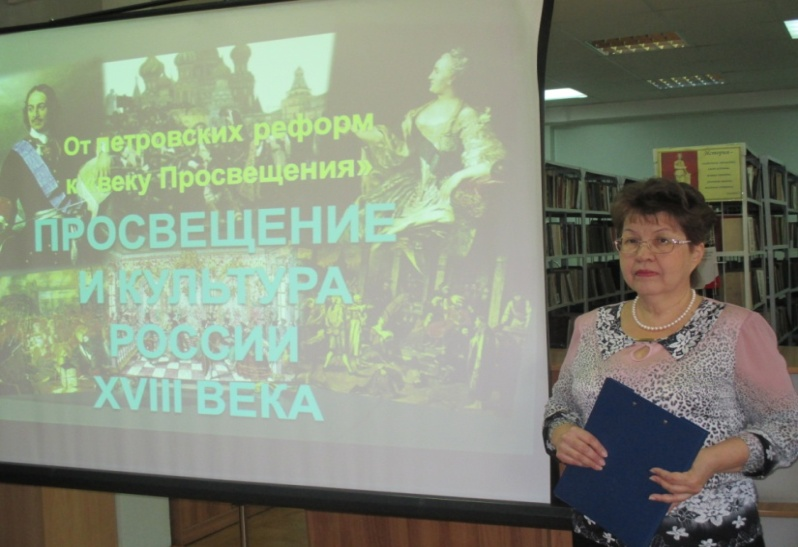 От петровских реформ
к «веку Просвещения»
ПРОСВЕЩЕНИЕ
И КУЛЬТУРА
РОССИИ
XVIII ВЕКА